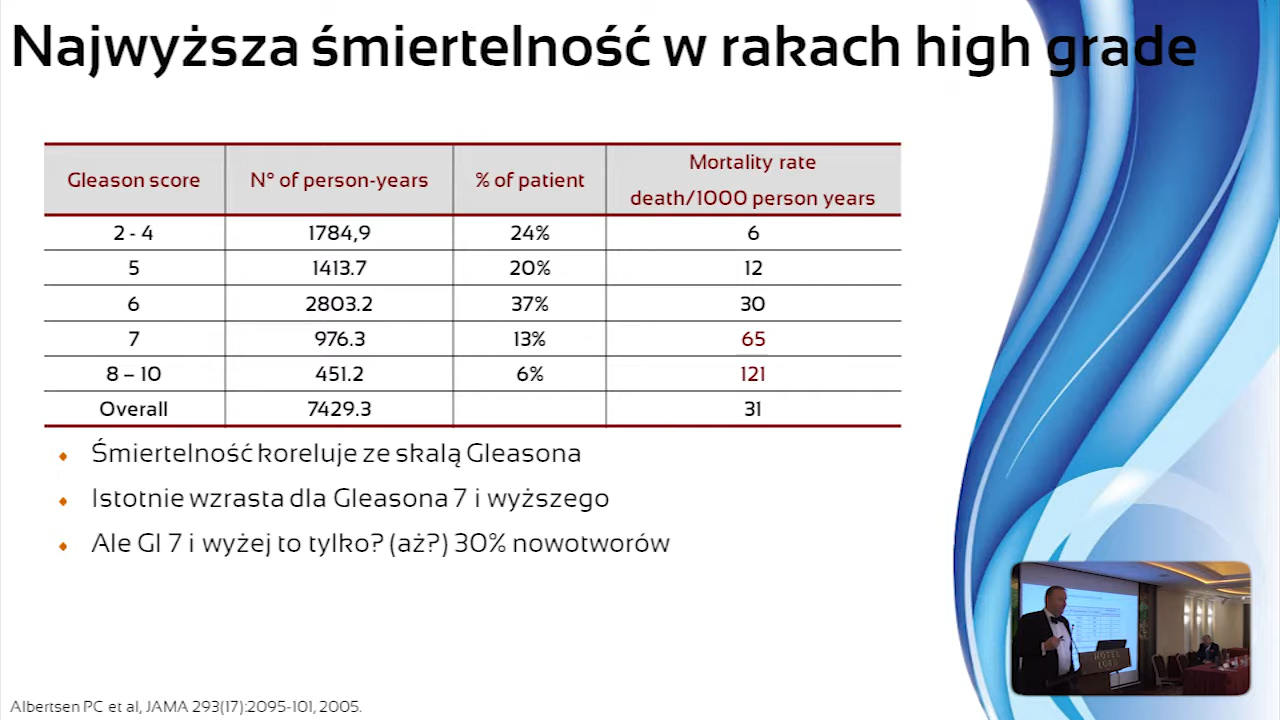 Najwyższa śmiertelność w rakach high grade
Gleason score N° of person-years % of patient Mortality rate death/1000 person years
2 - 4 1784,9 24% 6
5 1413.7 20% 12
6 2803.2 37% 30
7 976.3 13% 65
8 – 10 451.2 6% 121
Overall 7429.3 31
Śmiertelność koreluje ze skalą Gleasona
Istotnie wzrasta dla Gleasona 7 i wyższego
Ale Gl 7 i wyżej to tylko? (aż?) 30% nowotworów
Albertsen PC et al, JAMA 293(17):2095-101, 2005.
HOTEL